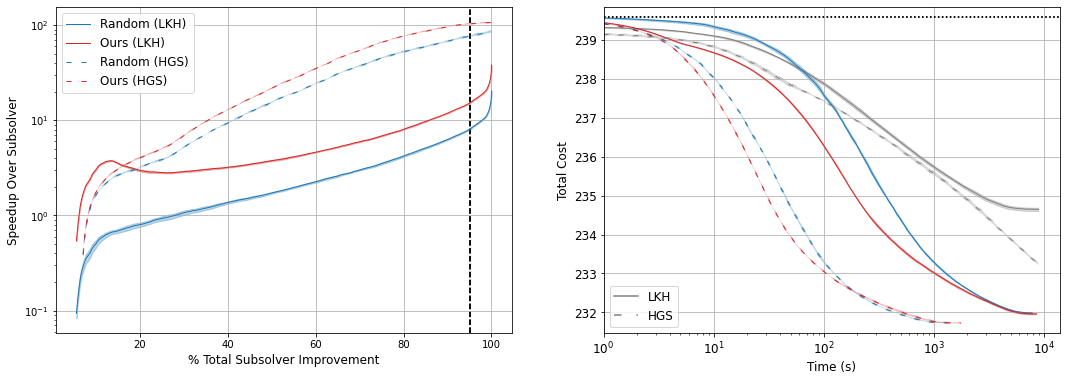 Random (LKH)
Ours (LKH)
Random (HGS)
Ours (HGS)
10²
10¹
10⁰
10⁻¹
Speedup Over Subsolver
20
40
60
80
100
% Total Subsolver Improvement
239
238
237
236
235
234
233
232
Total Cost
LKH
HGS
10⁰
10¹
10²
10³
10⁴
Time (s)